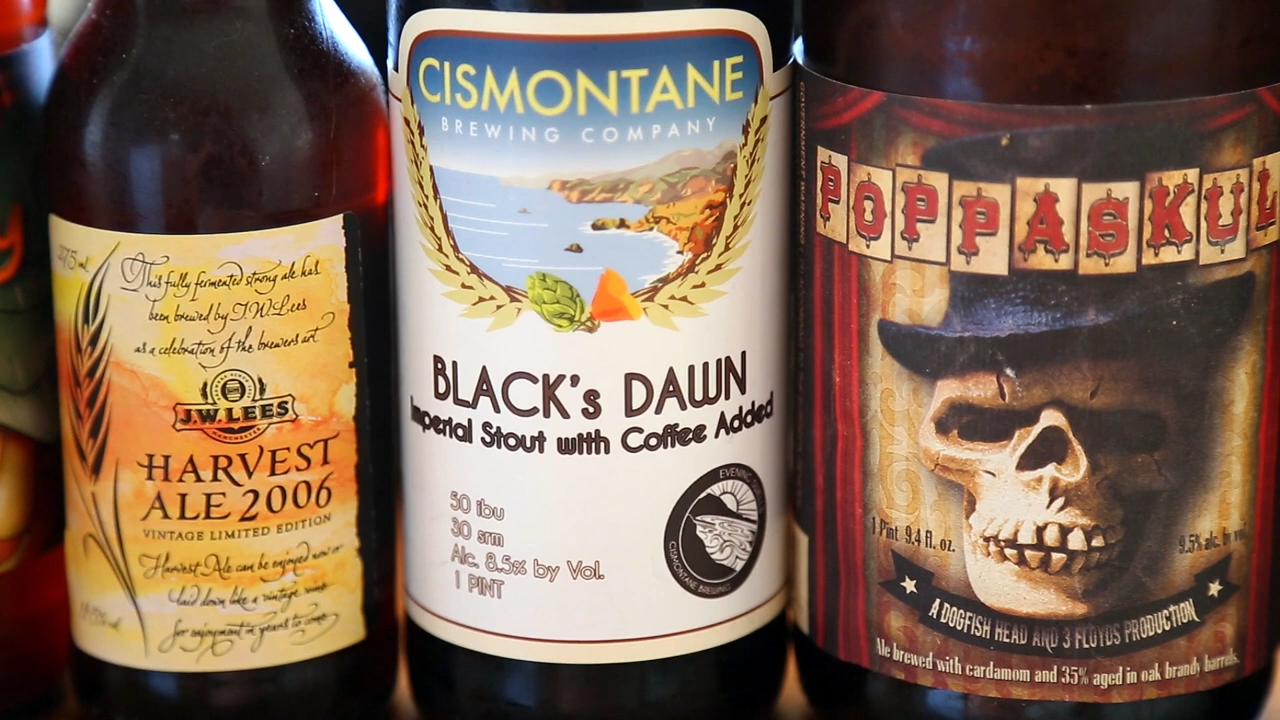 275 ml
This fully fermented strong ale has
been brewed by J.W.Lees
as a celebration of the brewers art
J.W.LEES
MANCHESTER
HARVEST
ALE 2006
VINTAGE LIMITED EDITION
Harvest Ale can be enjoyed now or
laid down like a vintage wine
for enjoyment in years to come
CISMONTANE
BREWING COMPANY
BLACK's DAWN
Imperial Stout with Coffee Added
50 ibu
30 srm
Alc. 8.5% by Vol.
1 PINT
EVENING
CISMONTANE BREWING
GOVERNMENT WARNING
POPPASKUL
1 Pint 9.4 fl. oz.
9.5% alc. by vol
A DOGFISH HEAD AND 3 FLOYDS PRODUCTION
Ale brewed with cardamom and 35% aged in oak brandy barrels.